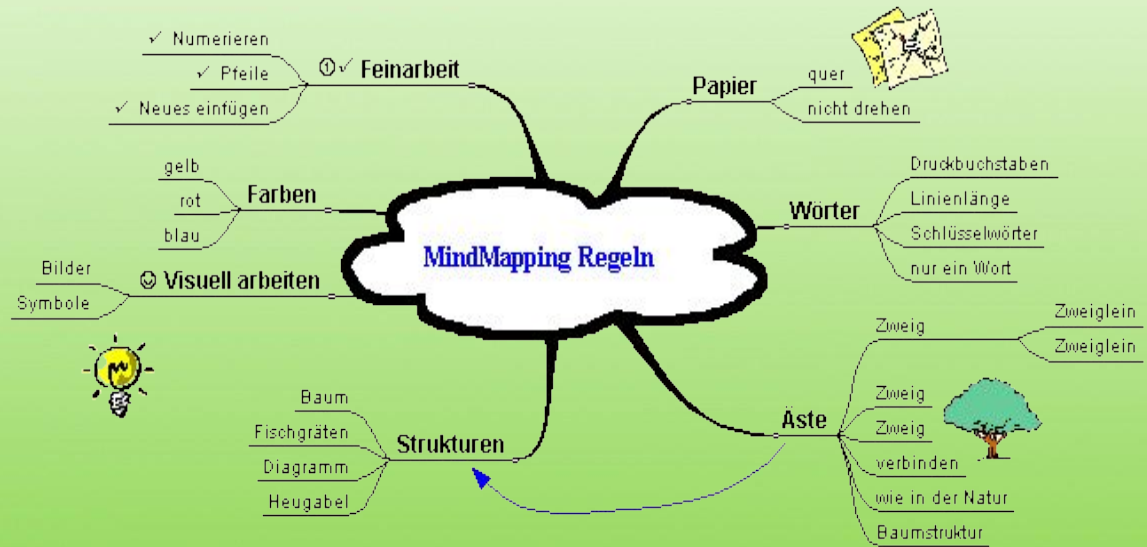 MindMapping Regeln
Feinarbeit
Numerieren
Pfeile
Neues einfügen
Farben
gelb
rot
blau
Visuell arbeiten
Bilder
Symbole
Strukturen
Baum
Fischgräten
Diagramm
Heugabel
Papier
quer
nicht drehen
Wörter
Druckbuchstaben
Linienlänge
Schlüsselwörter
nur ein Wort
Äste
Zweig
Zweiglein
Zweiglein
Zweig
Zweig
verbinden
wie in der Natur
Baumstruktur